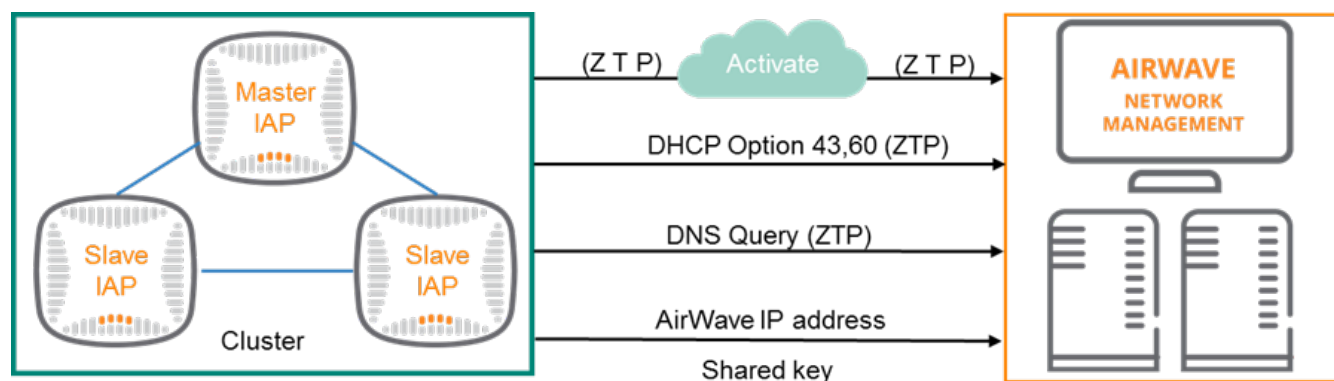 Master
IAP
Slave
IAP
Slave
IAP
Cluster
(Z T P)
Activate
(Z T P)
DHCP Option 43,60 (ZTP)
DNS Query (ZTP)
AirWave IP address
Shared key
AIRWAVE
NETWORK
MANAGEMENT